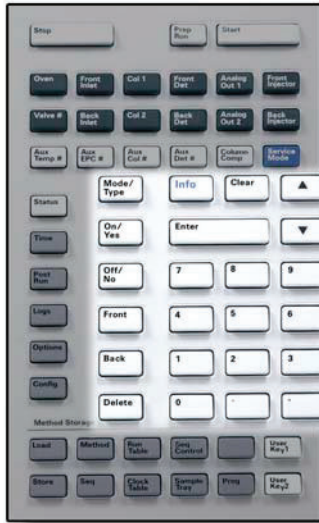 Stop Prep Run Start
Oven Front Inlet Col 1 Front Det Analog Out 1 Front Injector
Valve # Back Inlet Col 2 Back Det Analog Out 2 Back Injector
Aux Temp # Aux EPC # Aux Col # Aux Det # Column Comp Service Mode
Mode/ Type Info Clear ▲
Status
On/ Yes Enter ▼
Time
Off/ No 7 8 9
Post Run
Front 4 5 6
Logs
Back 1 2 3
Options
Config
Delete 0 . -
Method Storage
Load Method Run Table Seq Control User Key1
Store Seq Clock Table Sample Tray Prog User Key2